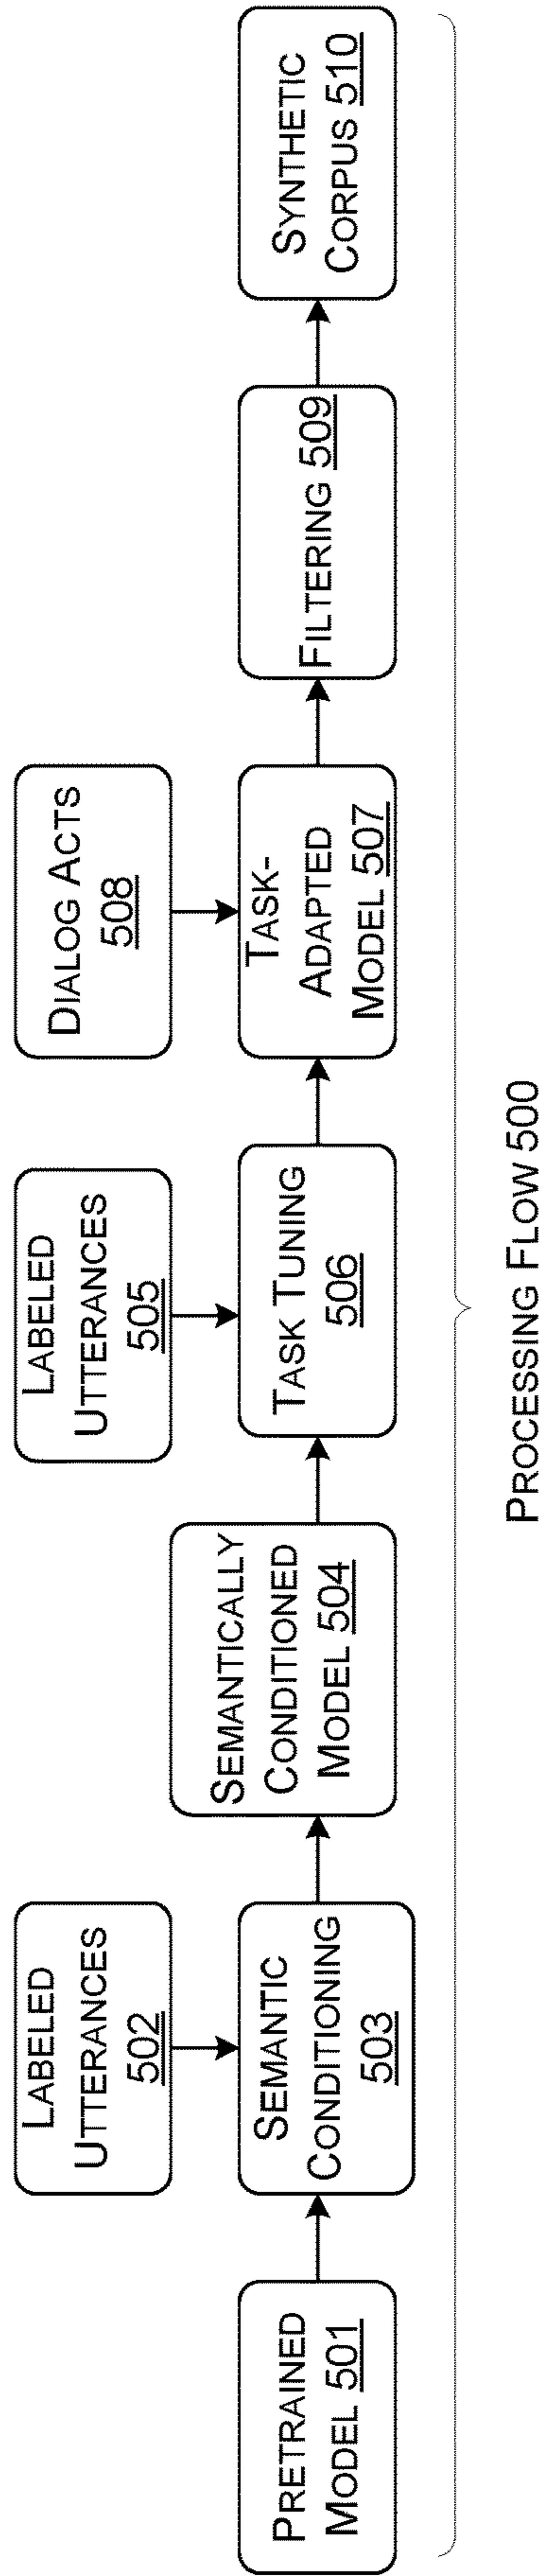 LABELED
UTTERANCES
502
LABELED
UTTERANCES
505
DIALOG ACTS
508
PRETRAINED
MODEL 501
SEMANTIC
CONDITIONING
503
SEMANTICALLY
CONDITIONED
MODEL 504
TASK TUNING
506
TASK-
ADAPTED
MODEL 507
FILTERING 509
SYNTHETIC
CORPUS 510
PROCESSING FLOW 500